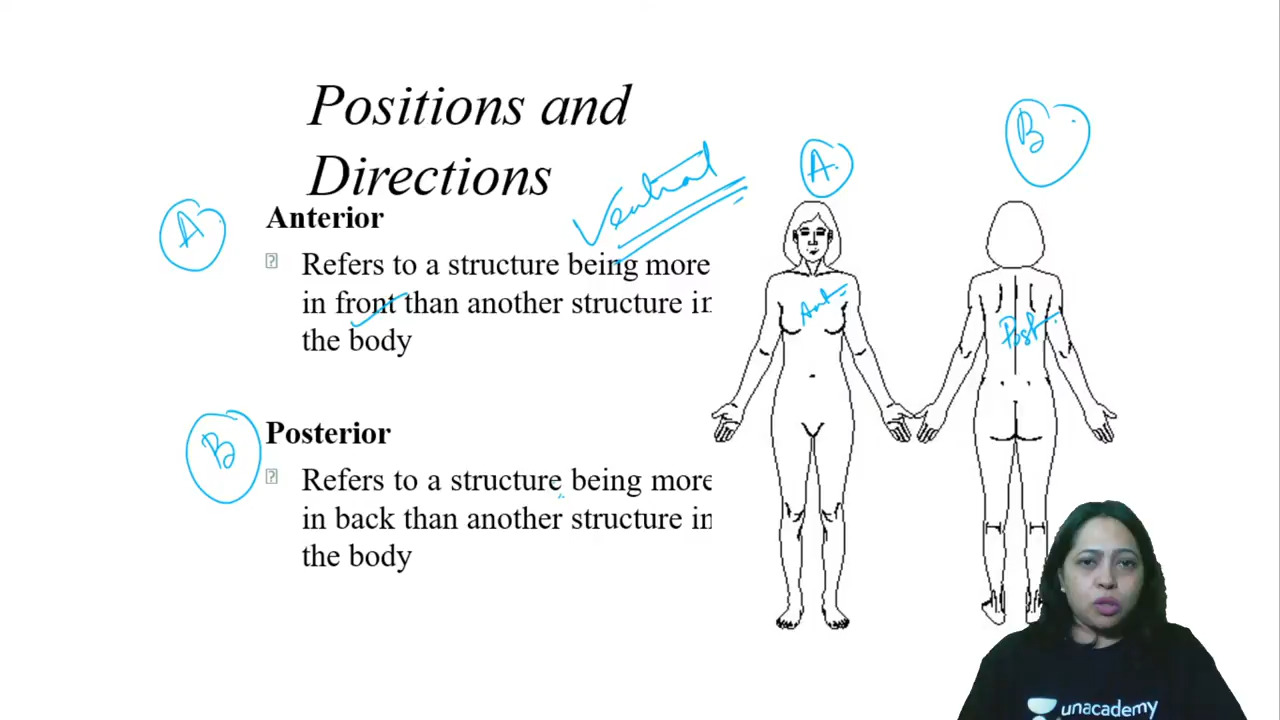 Positions and
Directions
Ventral
A
Anterior
Refers to a structure being more
in front than another structure in
the body
B
Posterior
Refers to a structure being more
in back than another structure in
the body
A.
B
Ant.
Post.
unacademy